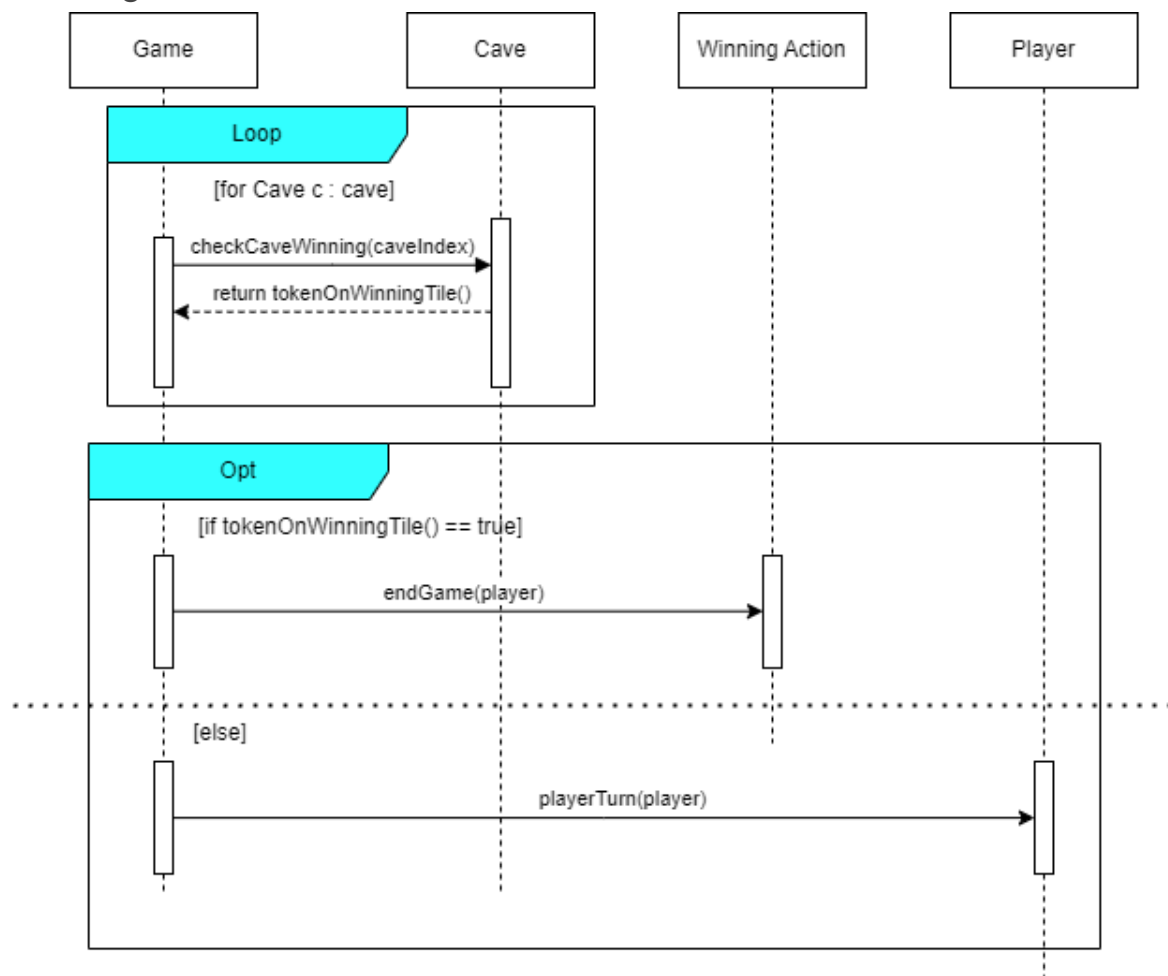 Game
Cave
Winning Action
Player
Loop
[for Cave c : cave]
checkCaveWinning(caveIndex)
return tokenOnWinningTile()
Opt
[if tokenOnWinningTile() == true]
endGame(player)
[else]
playerTurn(player)